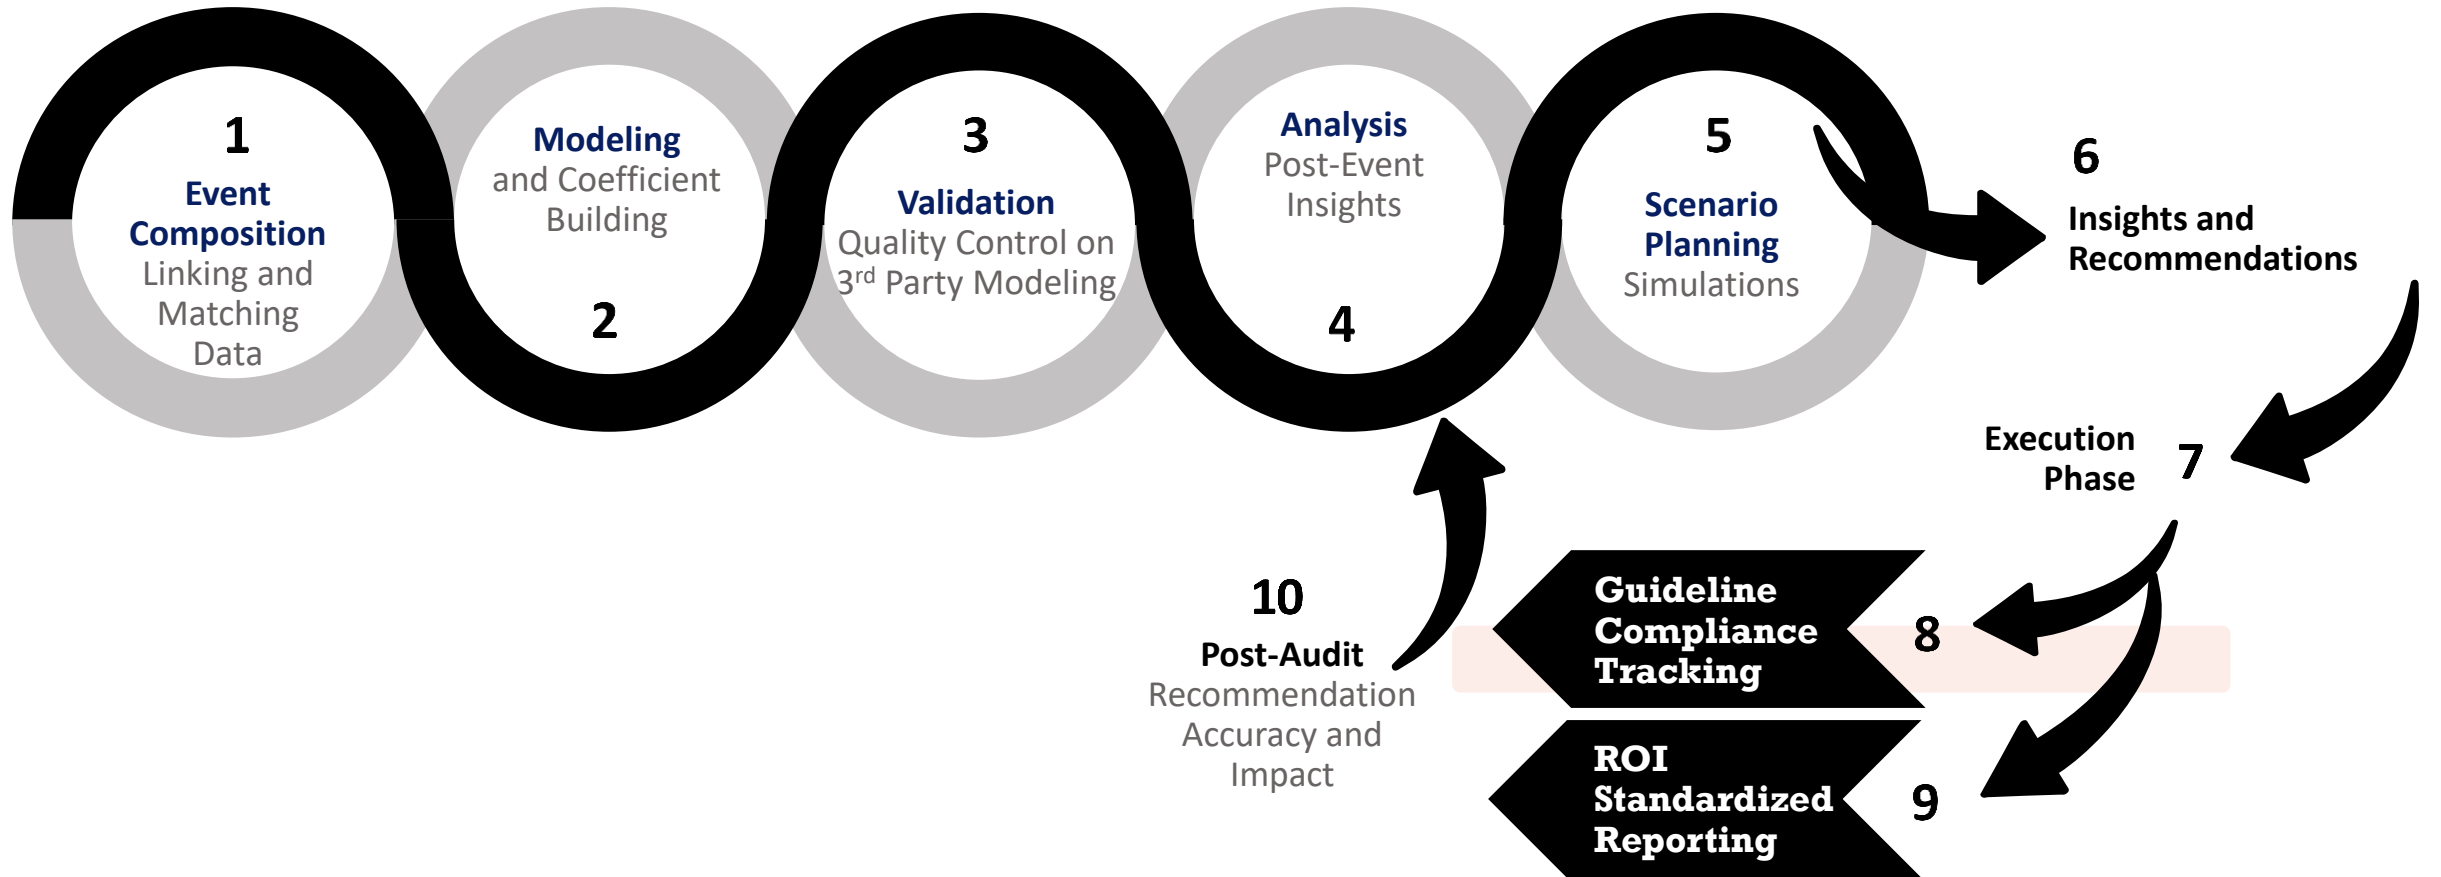 1
Event
Composition
Linking and
Matching
Data
Modeling
and Coefficient
Building
2
3
Validation
Quality Control on
3rd Party Modeling
Analysis
Post-Event
Insights
4
5
Scenario
Planning
Simulations
6
Insights and
Recommendations
Execution
Phase
7
Guideline
Compliance
Tracking
8
ROI
Standardized
Reporting
9
10
Post-Audit
Recommendation
Accuracy and
Impact